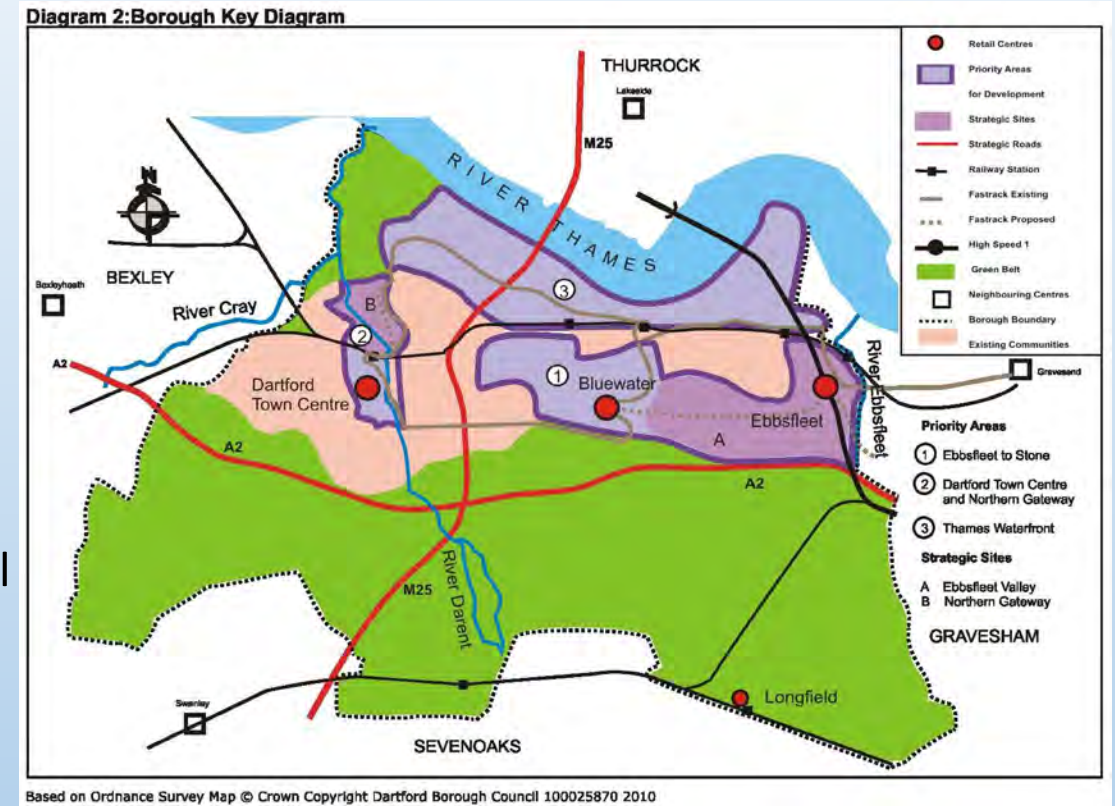 Diagram 2:Borough Key Diagram
THURROCK
Lakeside
M25
RIVER THAMES
N
BEXLEY
Bexleyheath
River Cray
A2
B
2
3
Dartford
Town Centre
1
Bluewater
Ebbsfleet
A
River Ebbsfleet
Gravesend
A2
A2
River Darent
M25
Swanley
SEVENOAKS
Longfield
GRAVESHAM
Retail Centres
Priority Areas
for Development
Strategic Sites
Strategic Roads
Railway Station
Fastrack Existing
Fastrack Proposed
High Speed 1
Green Belt
Neighbouring Centres
Borough Boundary
Existing Communities
Priority Areas
1 Ebbsfleet to Stone
2 Dartford Town Centre
and Northern Gateway
3 Thames Waterfront
Strategic Sites
A Ebbsfleet Valley
B Northern Gateway
Based on Ordnance Survey Map © Crown Copyright Dartford Borough Council 100025870 2010